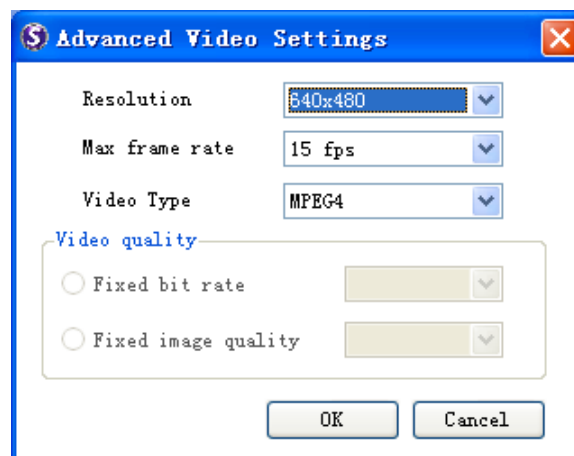 Advanced Video Settings
Resolution 640x480
Max frame rate 15 fps
Video Type MPEG4
Video quality
Fixed bit rate
Fixed image quality
OK Cancel